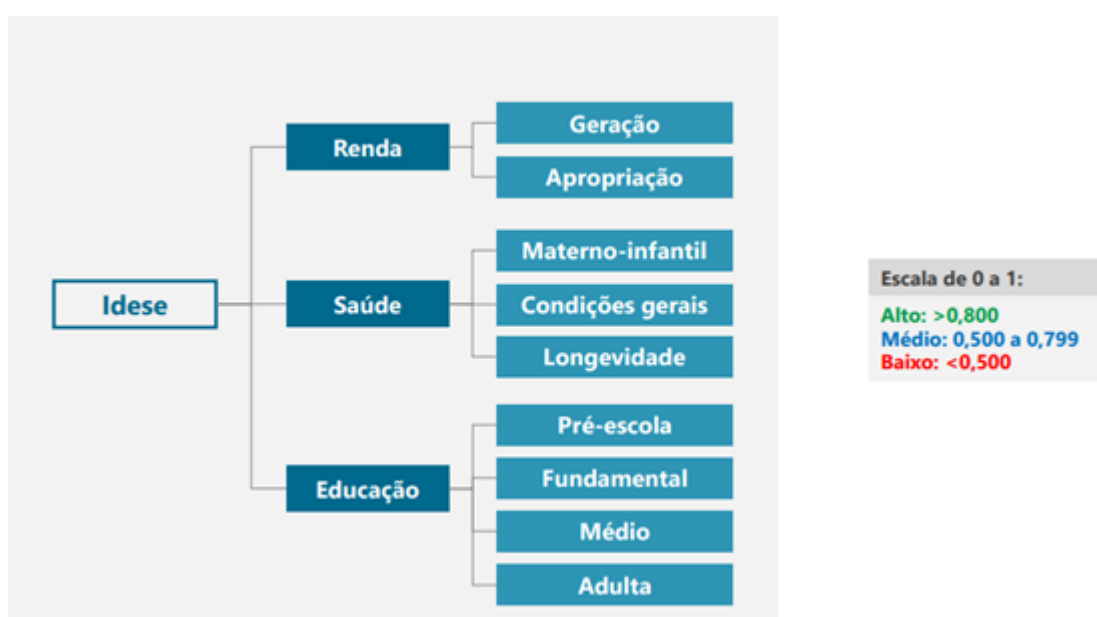 Idese
Renda
Geração
Apropriação
Saúde
Materno-infantil
Condições gerais
Longevidade
Educação
Pré-escola
Fundamental
Médio
Adulta
Escala de 0 a 1:
Alto: >0,800
Médio: 0,500 a 0,799
Baixo: <0,500